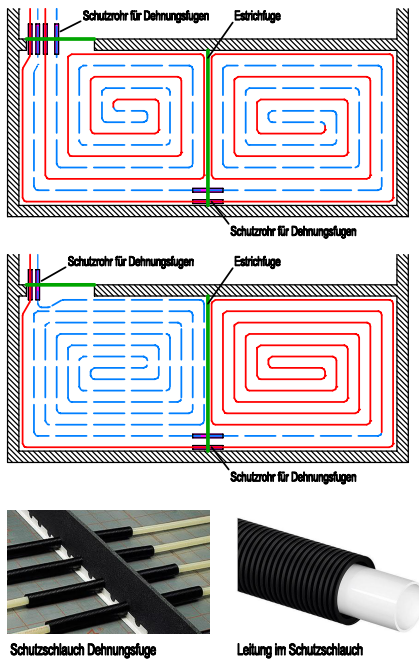 Schutzrohr für Dehnungsfugen
Estrichfuge
Schutzrohr für Dehnungsfugen
Schutzrohr für Dehnungsfugen
Estrichfuge
Schutzrohr für Dehnungsfugen
Schutzschlauch Dehnungsfuge
Leitung im Schutzschlauch